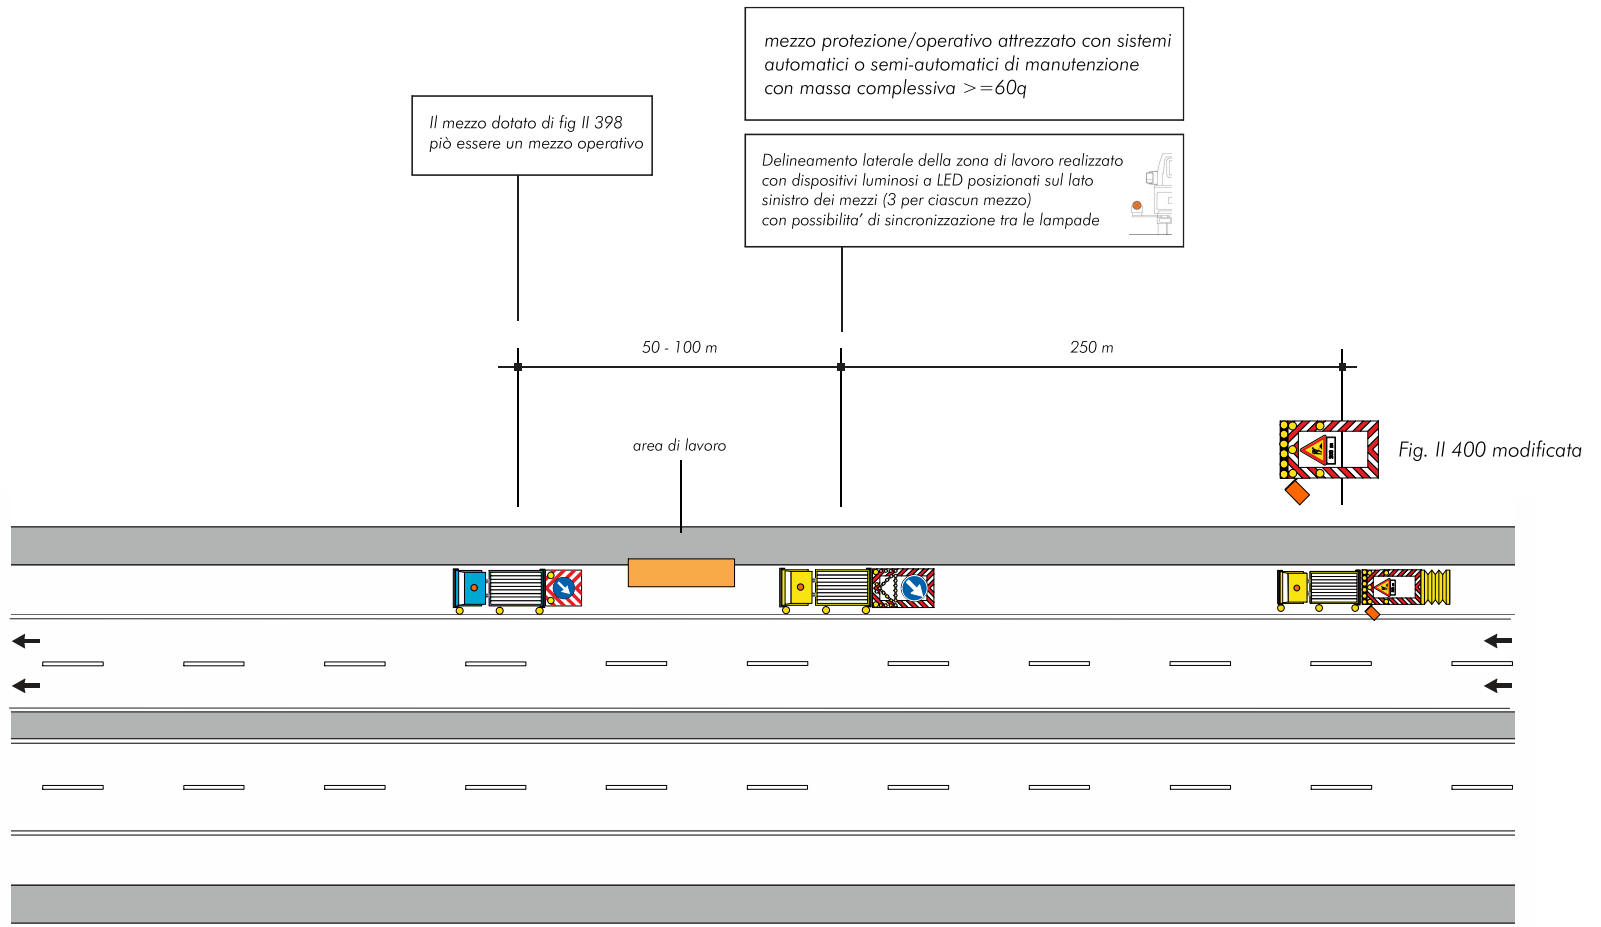 mezzo protezione/operativo attrezzato con sistemi
automatici o semi-automatici di manutenzione
con massa complessiva >=60q
Il mezzo dotato di fig II 398
piò essere un mezzo operativo
Delineamento laterale della zona di lavoro realizzato
con dispositivi luminosi a LED posizionati sul lato
sinistro dei mezzi (3 per ciascun mezzo)
con possibilita’ di sincronizzazione tra le lampade
50 - 100 m
250 m
area di lavoro
Fig. II 400 modificata